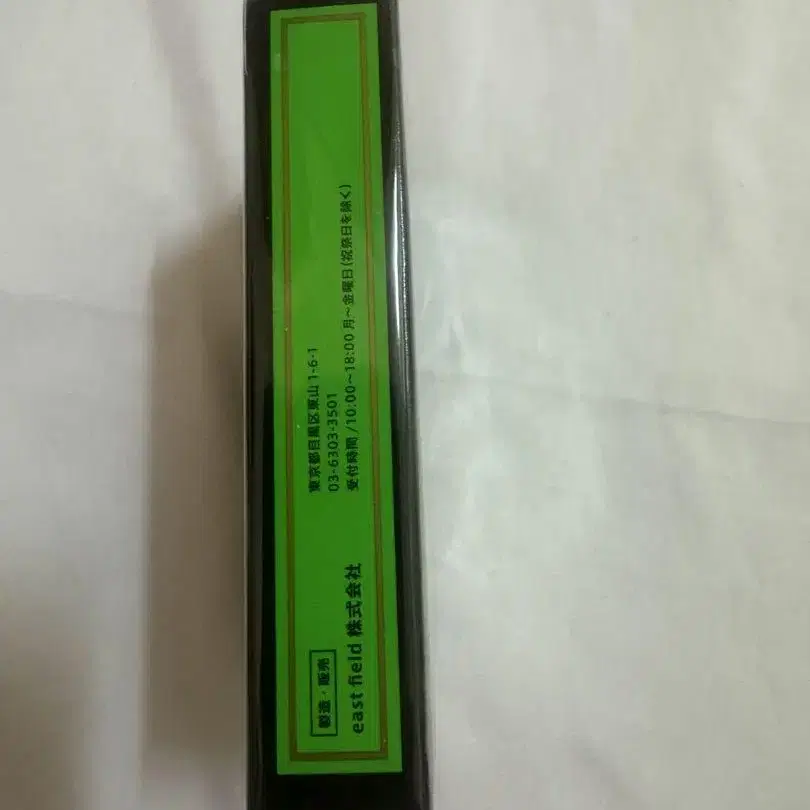 製造・販売
east field 株式会社
東京都目黒区東山1-6-1
03-6303-3501
受付時間/10:00~18:00 月~金曜日(祝祭日を除く)